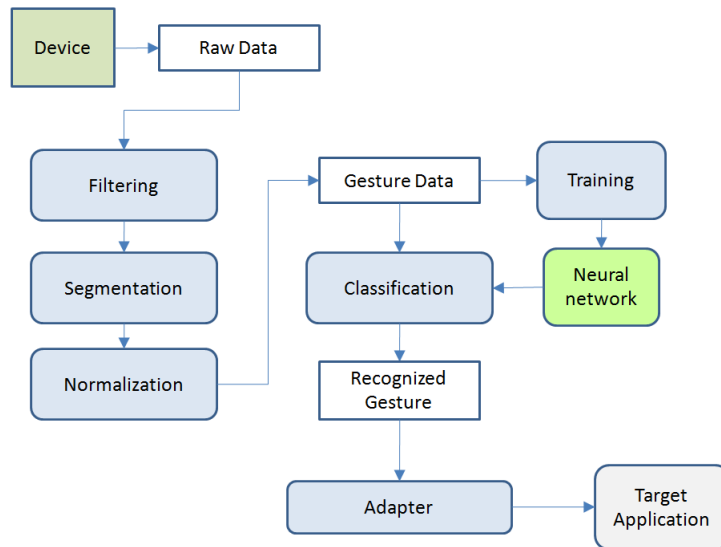 Device
Raw Data
Filtering
Segmentation
Normalization
Gesture Data
Training
Classification
Neural
network
Recognized
Gesture
Adapter
Target
Application